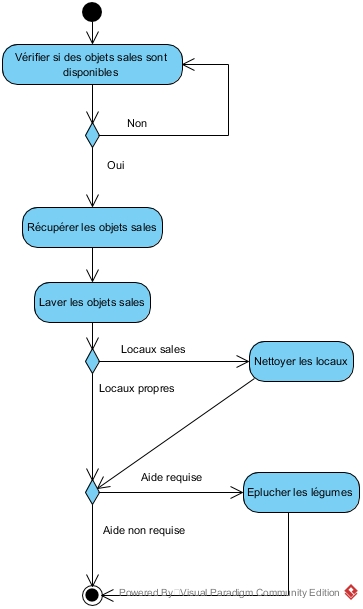 Vérifier si des objets sales sont
disponibles
Non
Oui
Récupérer les objets sales
Laver les objets sales
Locaux sales
Nettoyer les locaux
Locaux propres
Aide requise
Eplucher les légumes
Aide non requise
Powered By: Visual Paradigm Community Edition